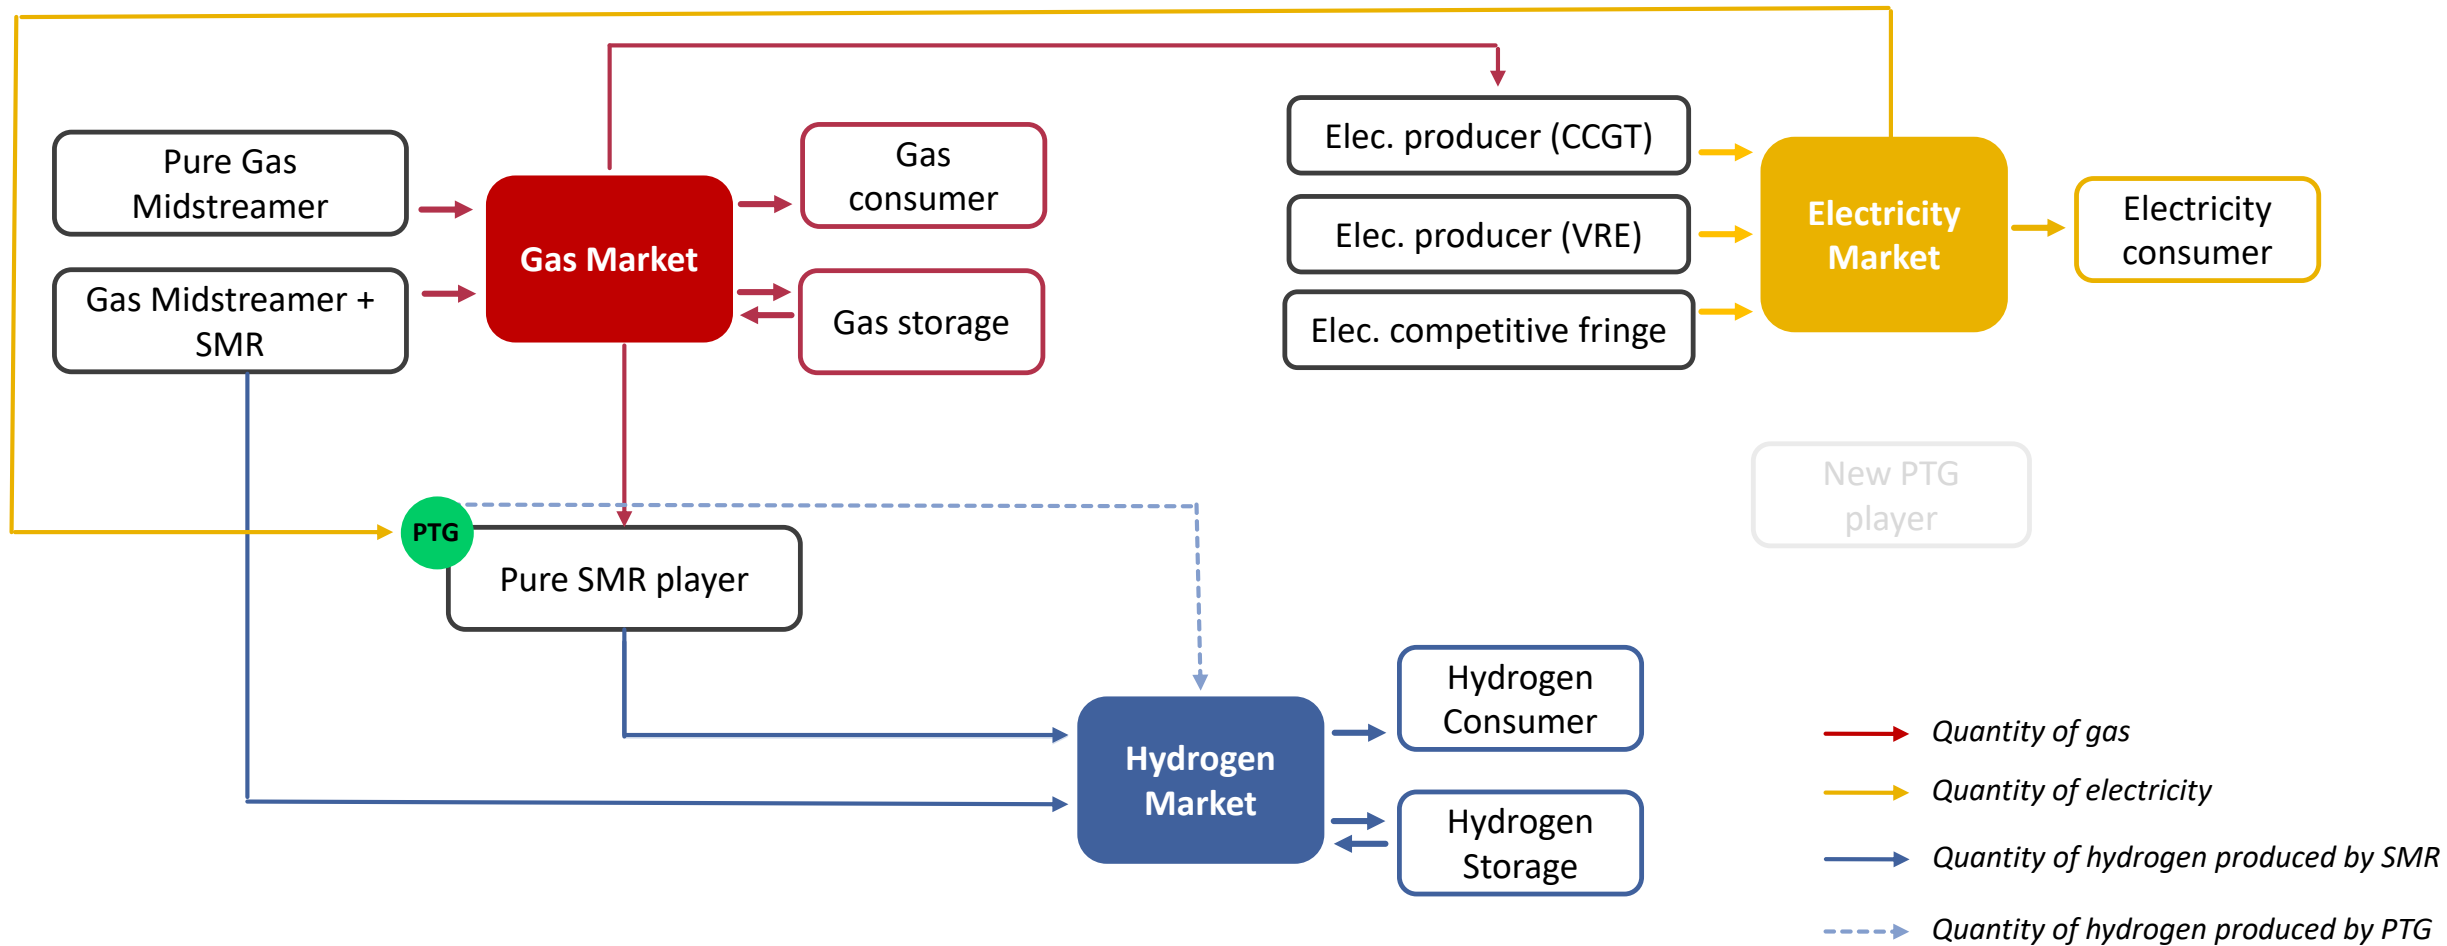 Pure Gas
Midstreamer
Gas Midstreamer +
SMR
Gas Market
Gas
consumer
Gas storage
Elec. producer (CCGT)
Elec. producer (VRE)
Elec. competitive fringe
Electricity
Market
Electricity
consumer
New PTG
player
PTG
Pure SMR player
Hydrogen
Market
Hydrogen
Consumer
Hydrogen
Storage
Quantity of gas
Quantity of electricity
Quantity of hydrogen produced by SMR
Quantity of hydrogen produced by PTG